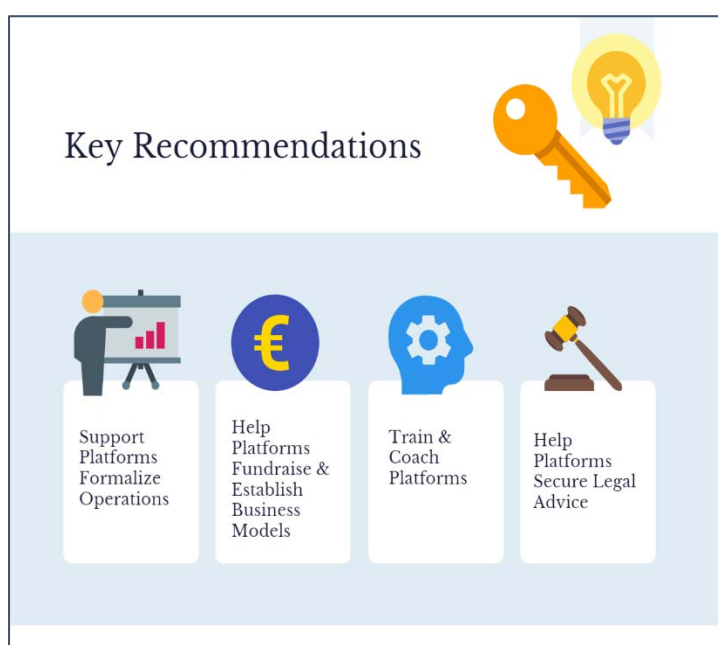 Key Recommendations
€
Support
Platforms
Formalize
Operations
Help
Platforms
Fundraise &
Establish
Business
Models
Train &
Coach
Platforms
Help
Platforms
Secure Legal
Advice